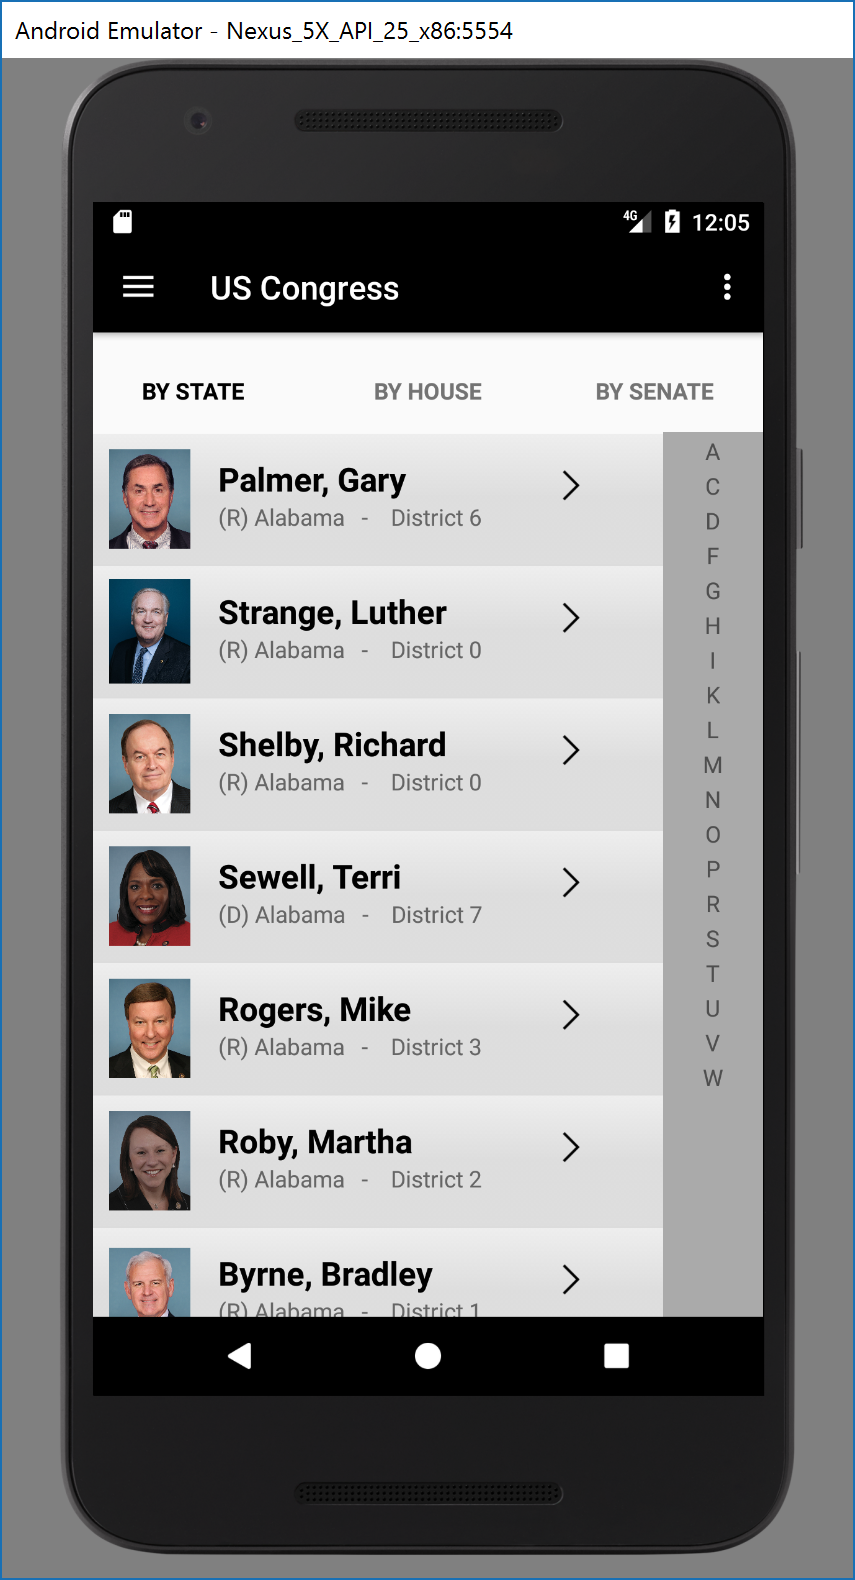 Android Emulator - Nexus_5X_API_25_x86:5554
4G 12:05
US Congress
BY STATE BY HOUSE BY SENATE
Palmer, Gary
(R) Alabama - District 6
Strange, Luther
(R) Alabama - District 0
Shelby, Richard
(R) Alabama - District 0
Sewell, Terri
(D) Alabama - District 7
Rogers, Mike
(R) Alabama - District 3
Roby, Martha
(R) Alabama - District 2
Byrne, Bradley
(R) Alabama - District 1
A
C
D
F
G
H
I
K
L
M
N
O
P
R
S
T
U
V
W